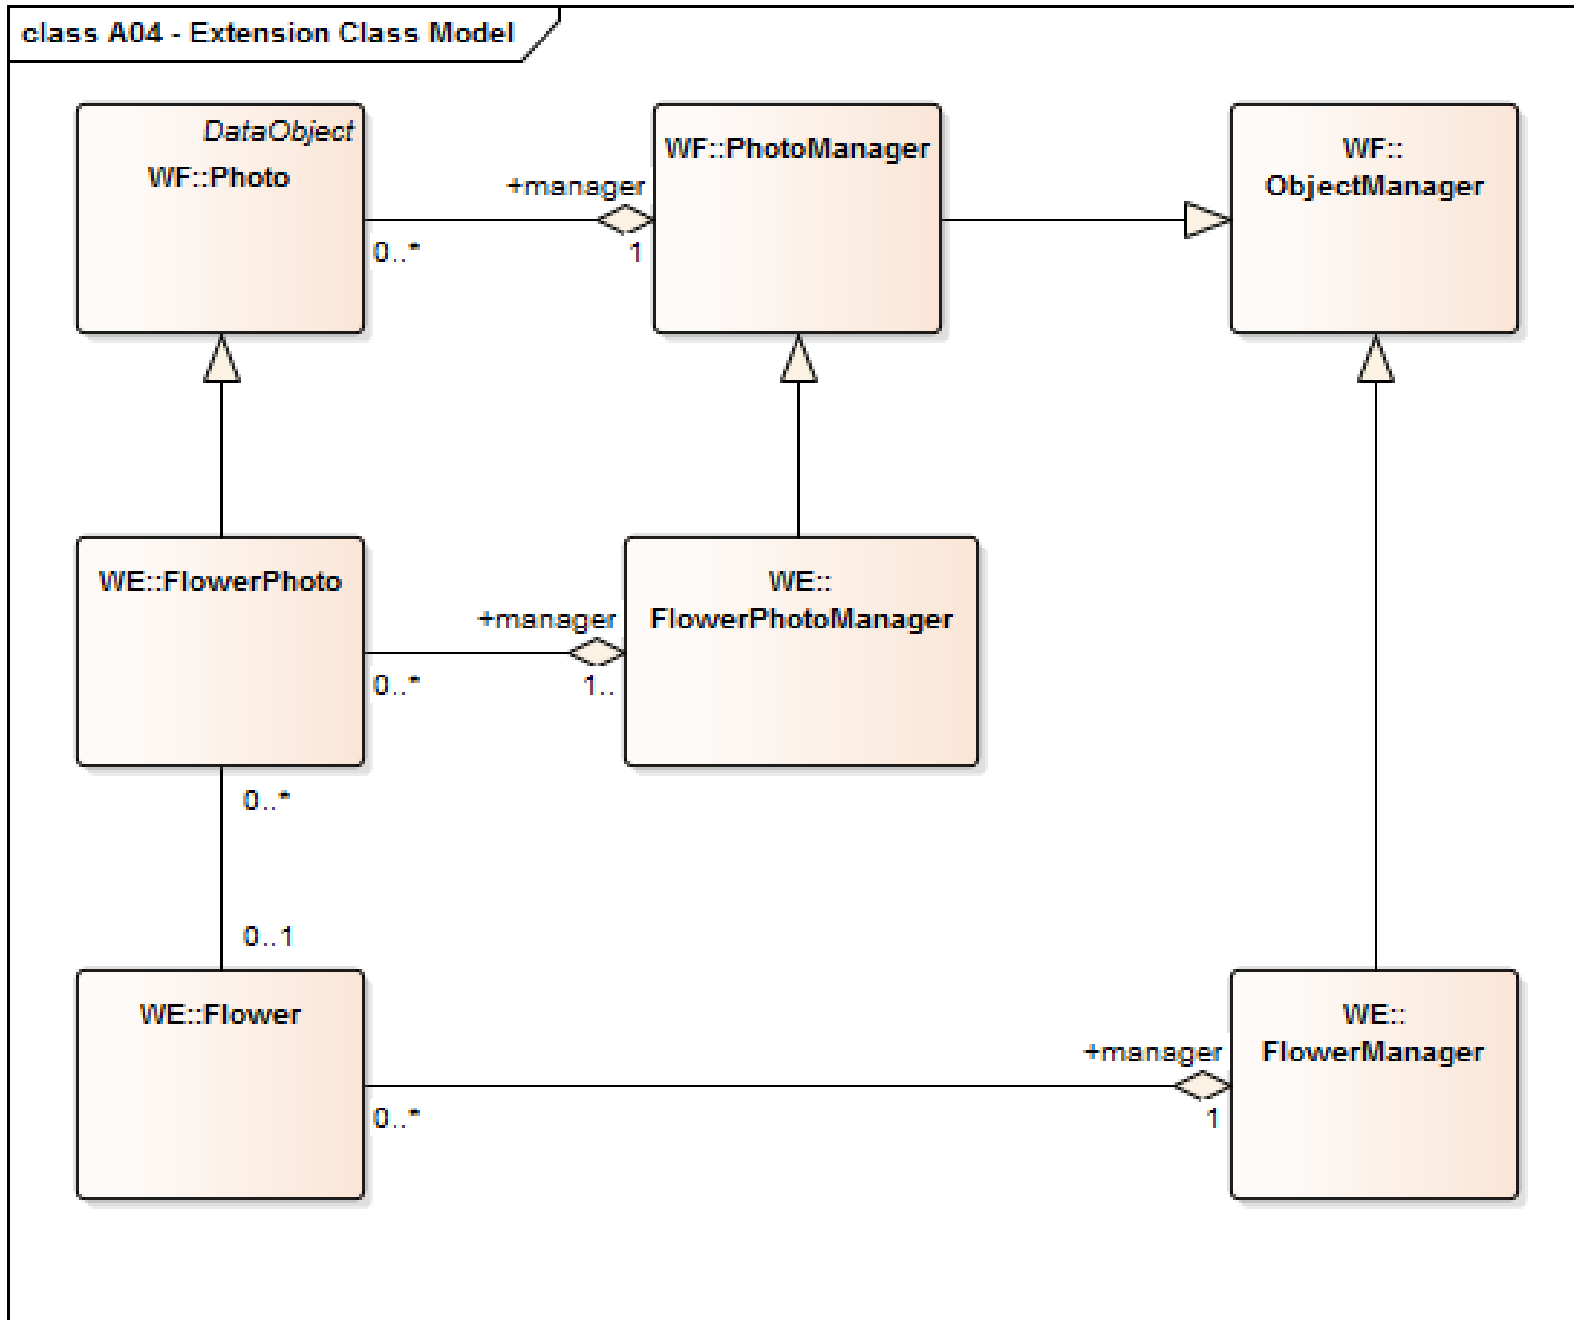 class A04 - Extension Class Model
DataObject
WF::Photo
+manager
0..*
1
WF::PhotoManager
WF::
ObjectManager
WE::FlowerPhoto
+manager
0..*
1..
WE::
FlowerPhotoManager
0..*
0..1
WE::Flower
+manager
0..*
1
WE::
FlowerManager